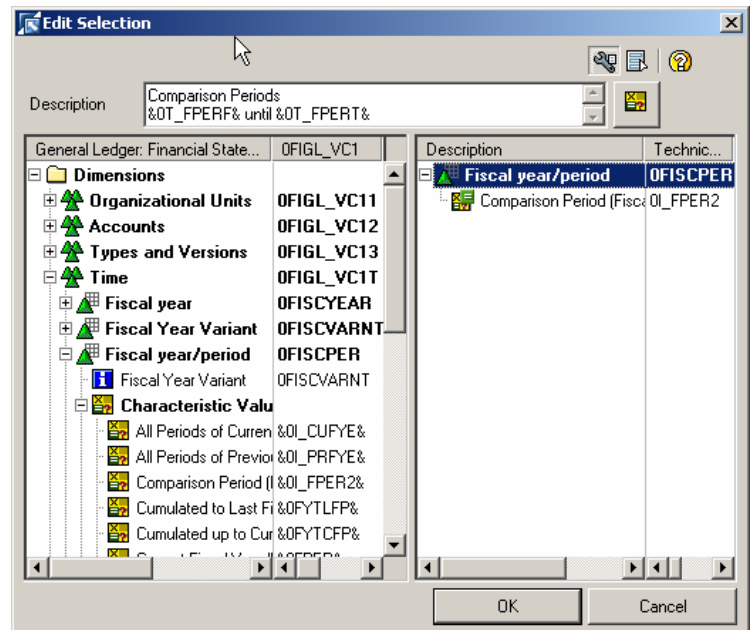 Edit Selection
Description
Comparison Periods
&0T_FPERF& until &0T_FPERT&
General Ledger: Financial State... 0FIGL_VC1
Dimensions
Organizational Units 0FIGL_VC11
Accounts 0FIGL_VC12
Types and Versions 0FIGL_VC13
Time 0FIGL_VC1T
Fiscal year 0FISCYEAR
Fiscal Year Variant 0FISCVARNT
Fiscal year/period 0FISCPER
Fiscal Year Variant 0FISCVARNT
Characteristic Valu
All Periods of Curren &0I_CUFYE&
All Periods of Previo &0I_PRFYE&
Comparison Period ( &0I_FPER2&
Cumulated to Last Fi &0FYTLFP&
Cumulated up to Cur &0FYTCFP&
Description Technic...
Fiscal year/period 0FISCPER
Comparison Period (Fisca 0I_FPER2
OK Cancel